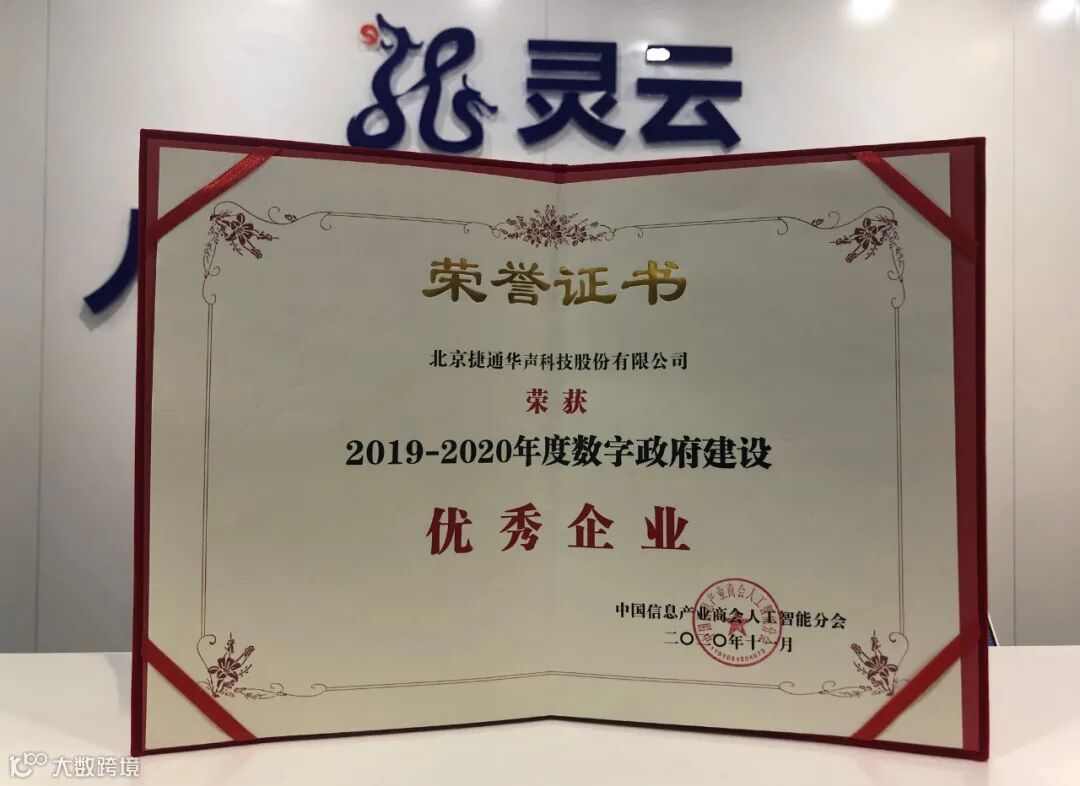 灵云
荣誉证书
北京捷通华声科技股份有限公司
荣获
2019-2020年度数字政府建设
优秀企业
中国信息产业商会人工智能分会
二〇二〇年十一月
大数跨境